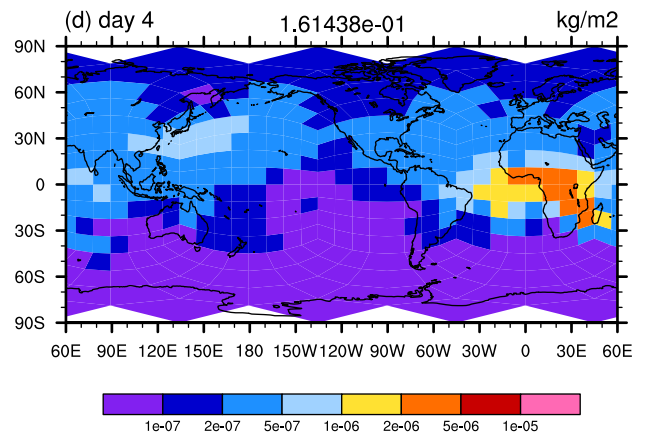 (d) day 4 1.61438e-01 kg/m2
90N
60N
30N
0
30S
60S
90S
60E 90E 120E 150E 180 150W 120W 90W 60W 30W 0 30E 60E
1e-07 2e-07 5e-07 1e-06 2e-06 5e-06 1e-05